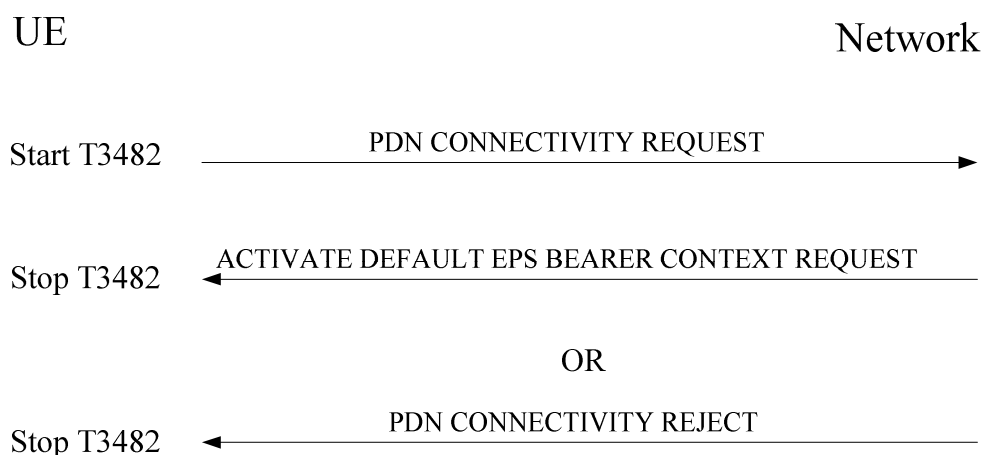 UE
Network
Start T3482
PDN CONNECTIVITY REQUEST
Stop T3482
ACTIVATE DEFAULT EPS BEARER CONTEXT REQUEST
OR
Stop T3482
PDN CONNECTIVITY REJECT